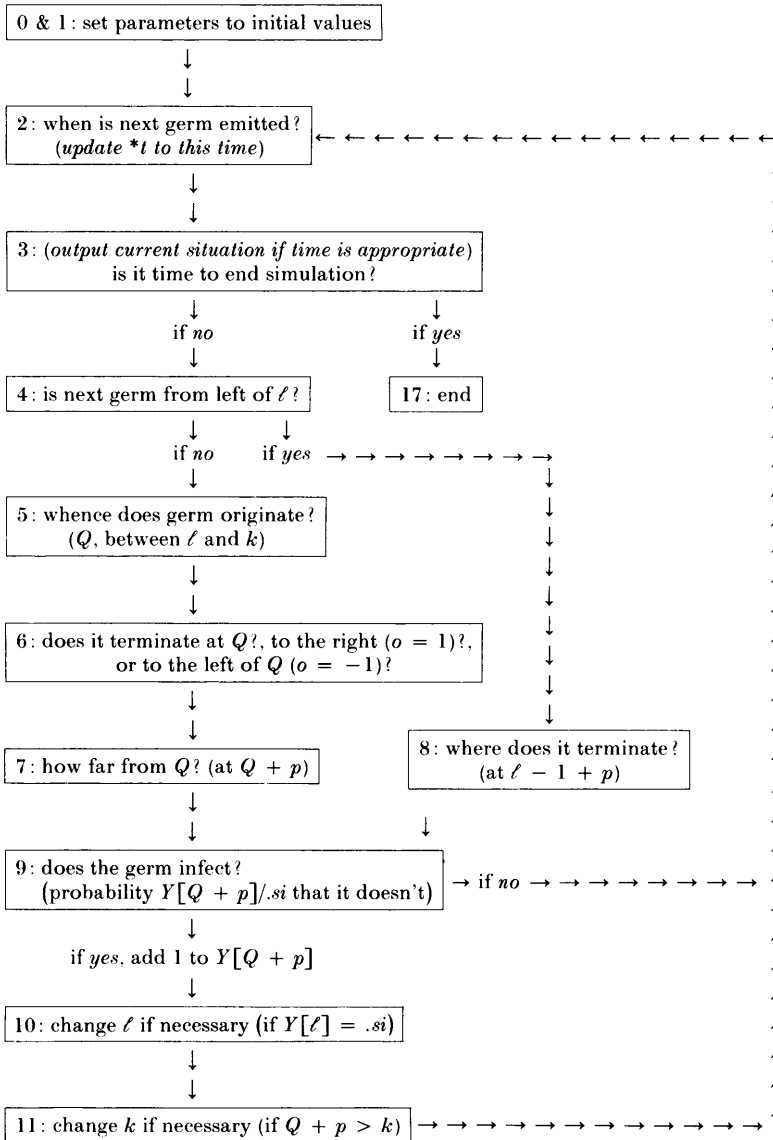 0 & 1: set parameters to initial values
2: when is next germ emitted?
(update *t to this time)
3: (output current situation if time is appropriate)
is it time to end simulation?
if no
if yes
4: is next germ from left of ℓ?
17: end
if no
if yes
5: whence does germ originate?
(Q, between ℓ and k)
6: does it terminate at Q?, to the right (o = 1)?,
or to the left of Q (o = −1)?
7: how far from Q? (at Q + p)
8: where does it terminate?
(at ℓ − 1 + p)
9: does the germ infect?
(probability Y[Q + p]/.si that it doesn't)
if no
if yes, add 1 to Y[Q + p]
10: change ℓ if necessary (if Y[ℓ] = .si)
11: change k if necessary (if Q + p > k)